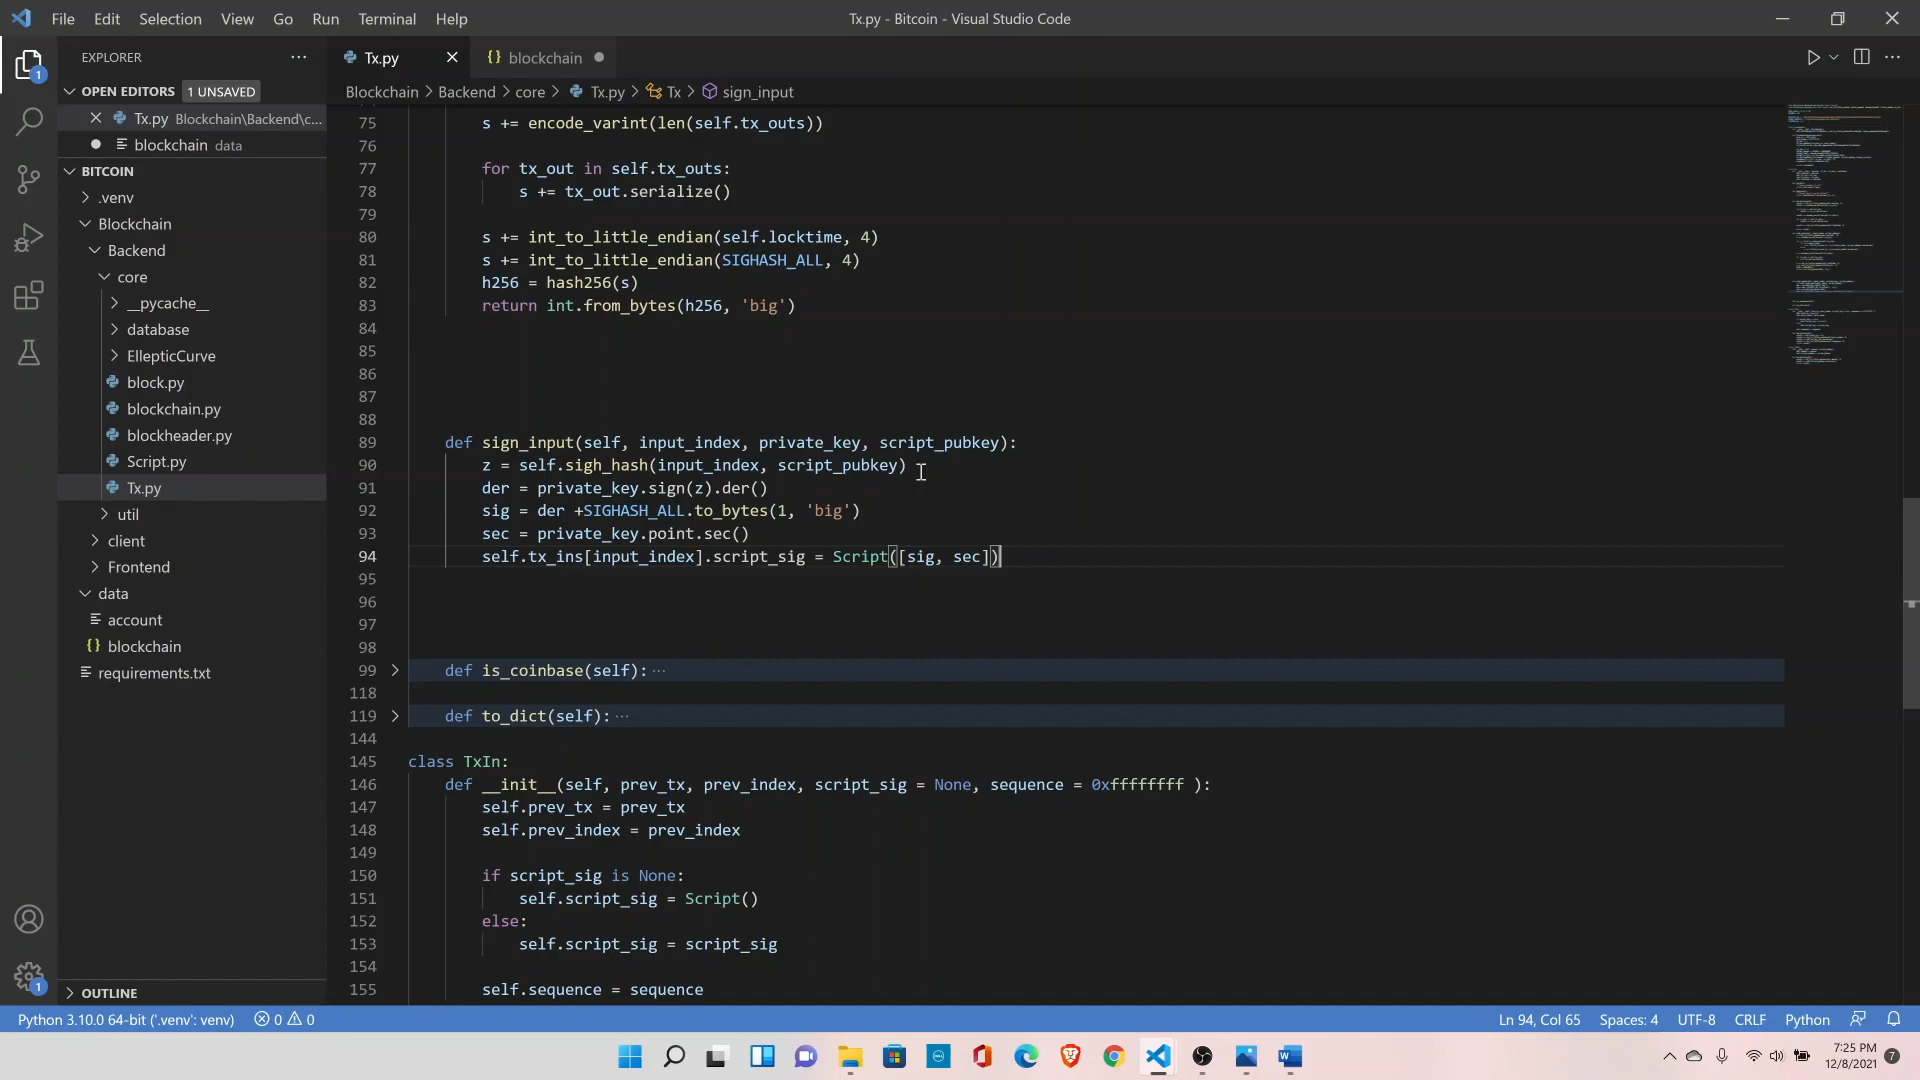 File Edit Selection View Go Run Terminal Help
Tx.py - Bitcoin - Visual Studio Code
EXPLORER
OPEN EDITORS 1 UNSAVED
Tx.py Blockchain\Backend\c...
blockchain data
BITCOIN
.venv
Blockchain
Backend
core
__pycache__
database
EllepticCurve
block.py
blockchain.py
blockheader.py
Script.py
Tx.py
util
client
Frontend
data
account
blockchain
requirements.txt
OUTLINE
1
1
Tx.py
blockchain
Blockchain > Backend > core > Tx.py > Tx > sign_input
75 s += encode_varint(len(self.tx_outs))
76
77 for tx_out in self.tx_outs:
78 s += tx_out.serialize()
79
80 s += int_to_little_endian(self.locktime, 4)
81 s += int_to_little_endian(SIGHASH_ALL, 4)
82 h256 = hash256(s)
83 return int.from_bytes(h256, 'big')
84
85
86
87
88
89 def sign_input(self, input_index, private_key, script_pubkey):
90 z = self.sigh_hash(input_index, script_pubkey)
91 der = private_key.sign(z).der()
92 sig = der +SIGHASH_ALL.to_bytes(1, 'big')
93 sec = private_key.point.sec()
94 self.tx_ins[input_index].script_sig = Script([sig, sec])
95
96
97
98
99 def is_coinbase(self): ...
118
119 def to_dict(self): ...
144
145 class TxIn:
146 def __init__(self, prev_tx, prev_index, script_sig = None, sequence = 0xffffffff ):
147 self.prev_tx = prev_tx
148 self.prev_index = prev_index
149
150 if script_sig is None:
151 self.script_sig = Script()
152 else:
153 self.script_sig = script_sig
154
155 self.sequence = sequence
Python 3.10.0 64-bit ('.venv': venv) 0 0
Ln 94, Col 65 Spaces: 4 UTF-8 CRLF Python
7:25 PM
12/8/2021
7